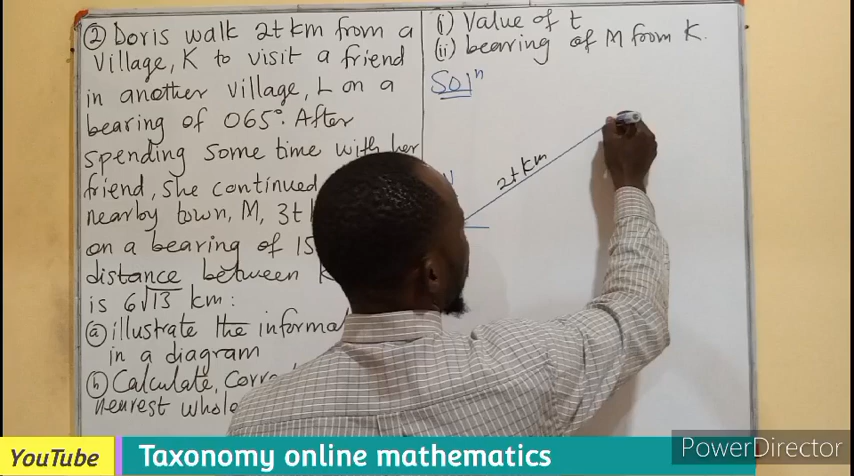 ② Doris walk 2t km from a
Village, K to visit a friend
in another village, L on a
bearing of 065°. After
spending some time with her
friend, she continued
nearby town, M, 3t
on a bearing of 15
distance between
is 6√13 km:
ⓐ illustrate the
in a diagram
ⓑ Calculate,
nearest whole
(i) Value of t
(ii) bearing of M from K.
Solⁿ
2t km
YouTube Taxonomy online mathematics
PowerDirector